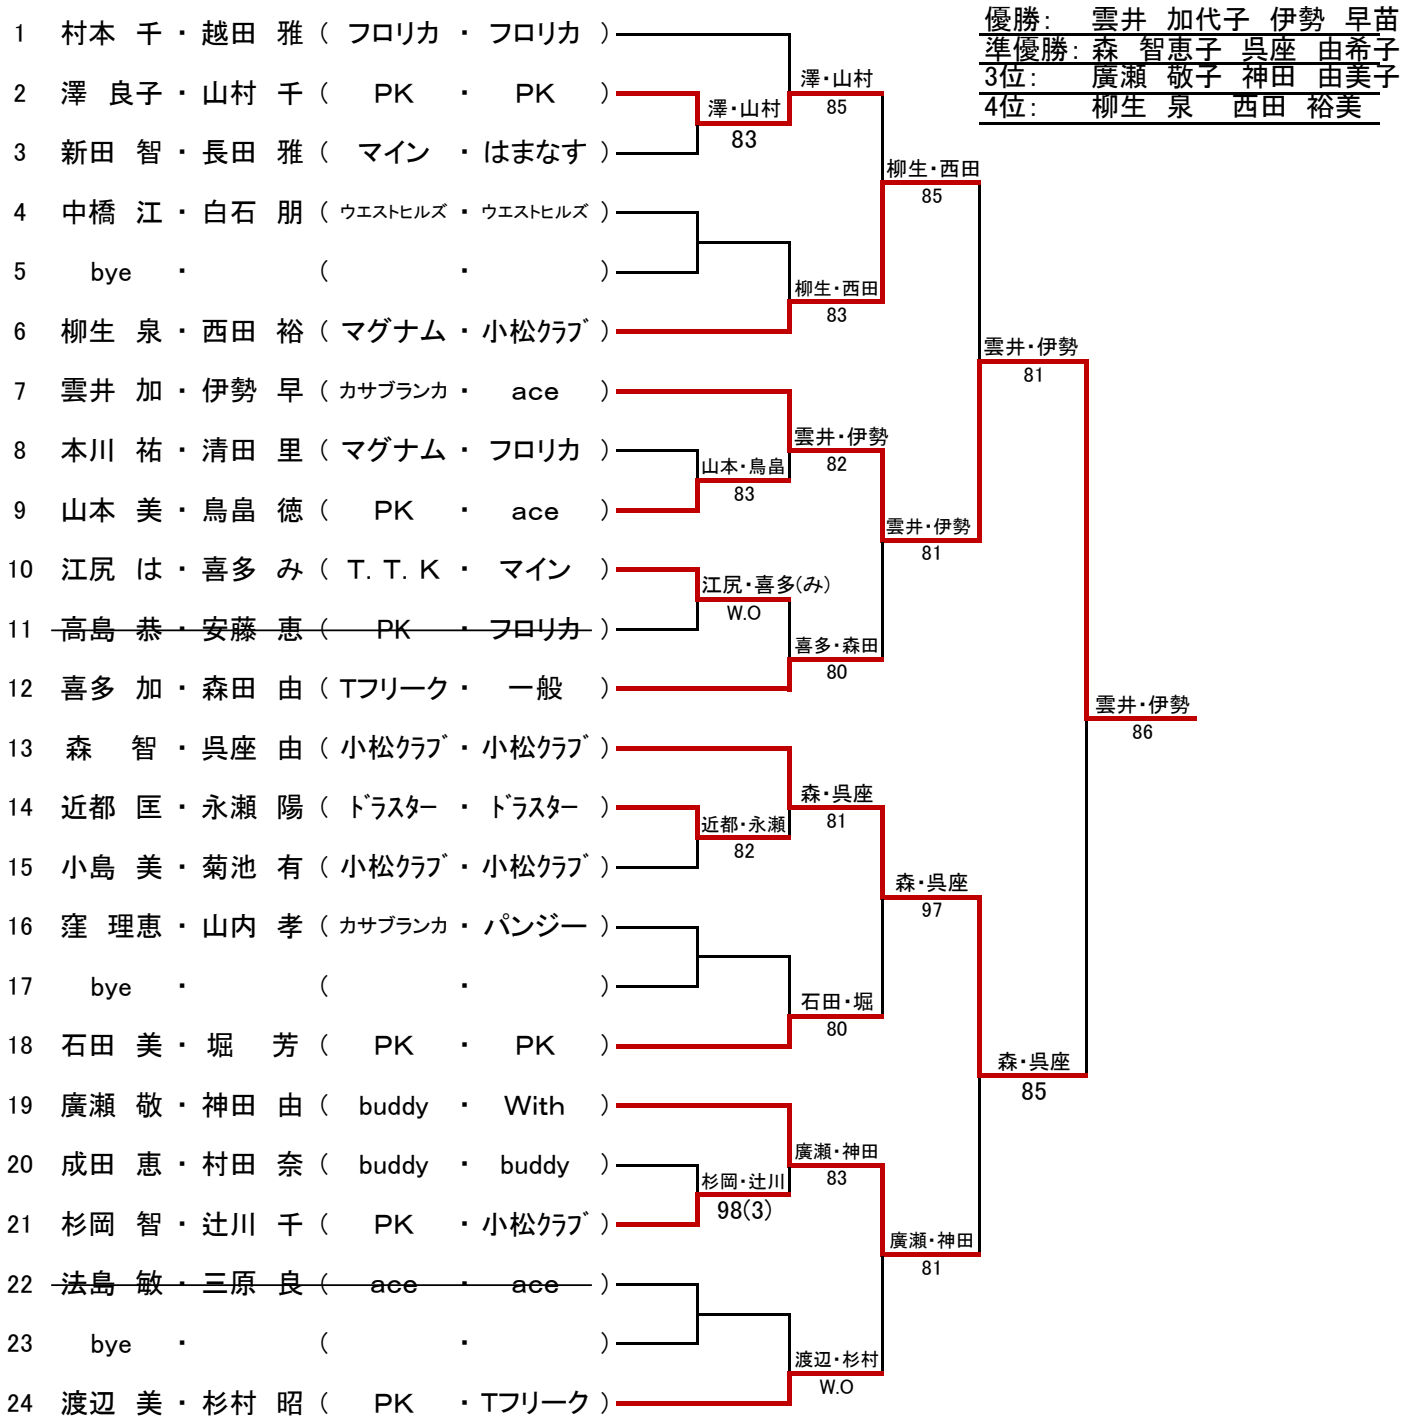 優勝： 雲井 加代子 伊勢 早苗
準優勝： 森 智恵子 呉座 由希子
3位： 廣瀬 敬子 神田 由美子
4位： 柳生 泉 西田 裕美
1 村本 千 ・ 越田 雅 （ フロリカ ・ フロリカ ）
2 澤 良子 ・ 山村 千 （ PK ・ PK ）
3 新田 智 ・ 長田 雅 （ マイン ・ はまなす ）
4 中橋 江 ・ 白石 朋 （ ウエストヒルズ ・ ウエストヒルズ ）
5 bye ・ （ ・ ）
6 柳生 泉 ・ 西田 裕 （ マグナム ・ 小松ｸﾗﾌﾞ ）
7 雲井 加 ・ 伊勢 早 （ カサブランカ ・ ace ）
8 本川 祐 ・ 清田 里 （ マグナム ・ フロリカ ）
9 山本 美 ・ 鳥畠 徳 （ PK ・ ace ）
10 江尻 は ・ 喜多 み （ T．T．K ・ マイン ）
11 高島 恭 ・ 安藤 恵 （ PK ・ フロリカ ）
12 喜多 加 ・ 森田 由 （ Tフリーク ・ 一般 ）
13 森 智 ・ 呉座 由 （ 小松ｸﾗﾌﾞ ・ 小松ｸﾗﾌﾞ ）
14 近都 匡 ・ 永瀬 陽 （ ﾄﾞﾗｽﾀｰ ・ ﾄﾞﾗｽﾀｰ ）
15 小島 美 ・ 菊池 有 （ 小松ｸﾗﾌﾞ ・ 小松ｸﾗﾌﾞ ）
16 窪 理恵 ・ 山内 孝 （ カサブランカ ・ パンジー ）
17 bye ・ （ ・ ）
18 石田 美 ・ 堀 芳 （ PK ・ PK ）
19 廣瀬 敬 ・ 神田 由 （ buddy ・ With ）
20 成田 恵 ・ 村田 奈 （ buddy ・ buddy ）
21 杉岡 智 ・ 辻川 千 （ PK ・ 小松ｸﾗﾌﾞ ）
22 法島 敏 ・ 三原 良 （ ace ・ ace ）
23 bye ・ （ ・ ）
24 渡辺 美 ・ 杉村 昭 （ PK ・ Tフリーク ）
澤・山村
83
山本・鳥畠
83
江尻・喜多(み)
W.O
近都・永瀬
82
杉岡・辻川
98(3)
澤・山村
85
柳生・西田
83
雲井・伊勢
82
喜多・森田
80
森・呉座
81
石田・堀
80
廣瀬・神田
83
渡辺・杉村
W.O
柳生・西田
85
雲井・伊勢
81
森・呉座
97
廣瀬・神田
81
雲井・伊勢
81
森・呉座
85
雲井・伊勢
86